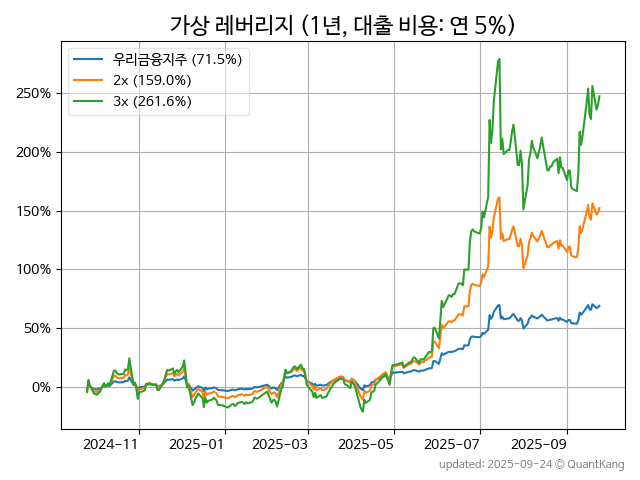 가상 레버리지 (1년, 대출 비용: 연 5%)
우리금융지주 (71.5%)
2x (159.0%)
3x (261.6%)
250%
200%
150%
100%
50%
0%
2024-11 2025-01 2025-03 2025-05 2025-07 2025-09
updated: 2025-09-24 © QuantKang